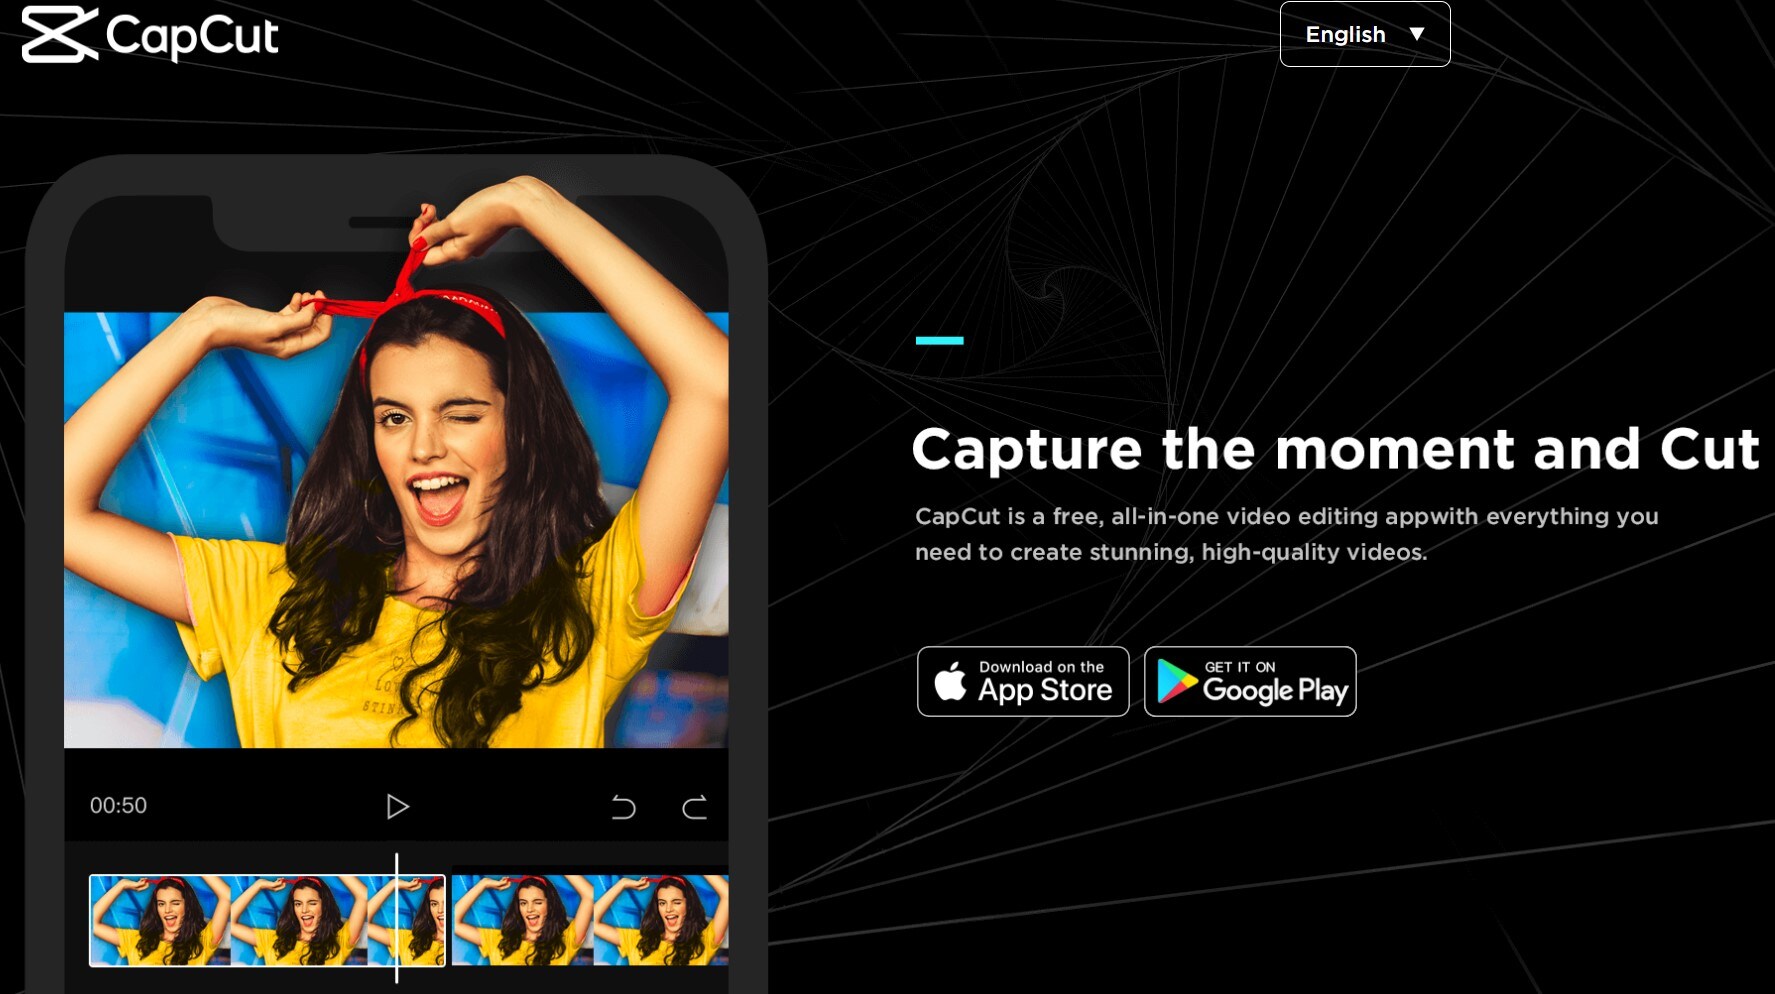 CapCut
English
Capture the moment and Cut
CapCut is a free, all-in-one video editing appwith everything you
need to create stunning, high-quality videos.
Download on the
App Store
GET IT ON
Google Play
00:50